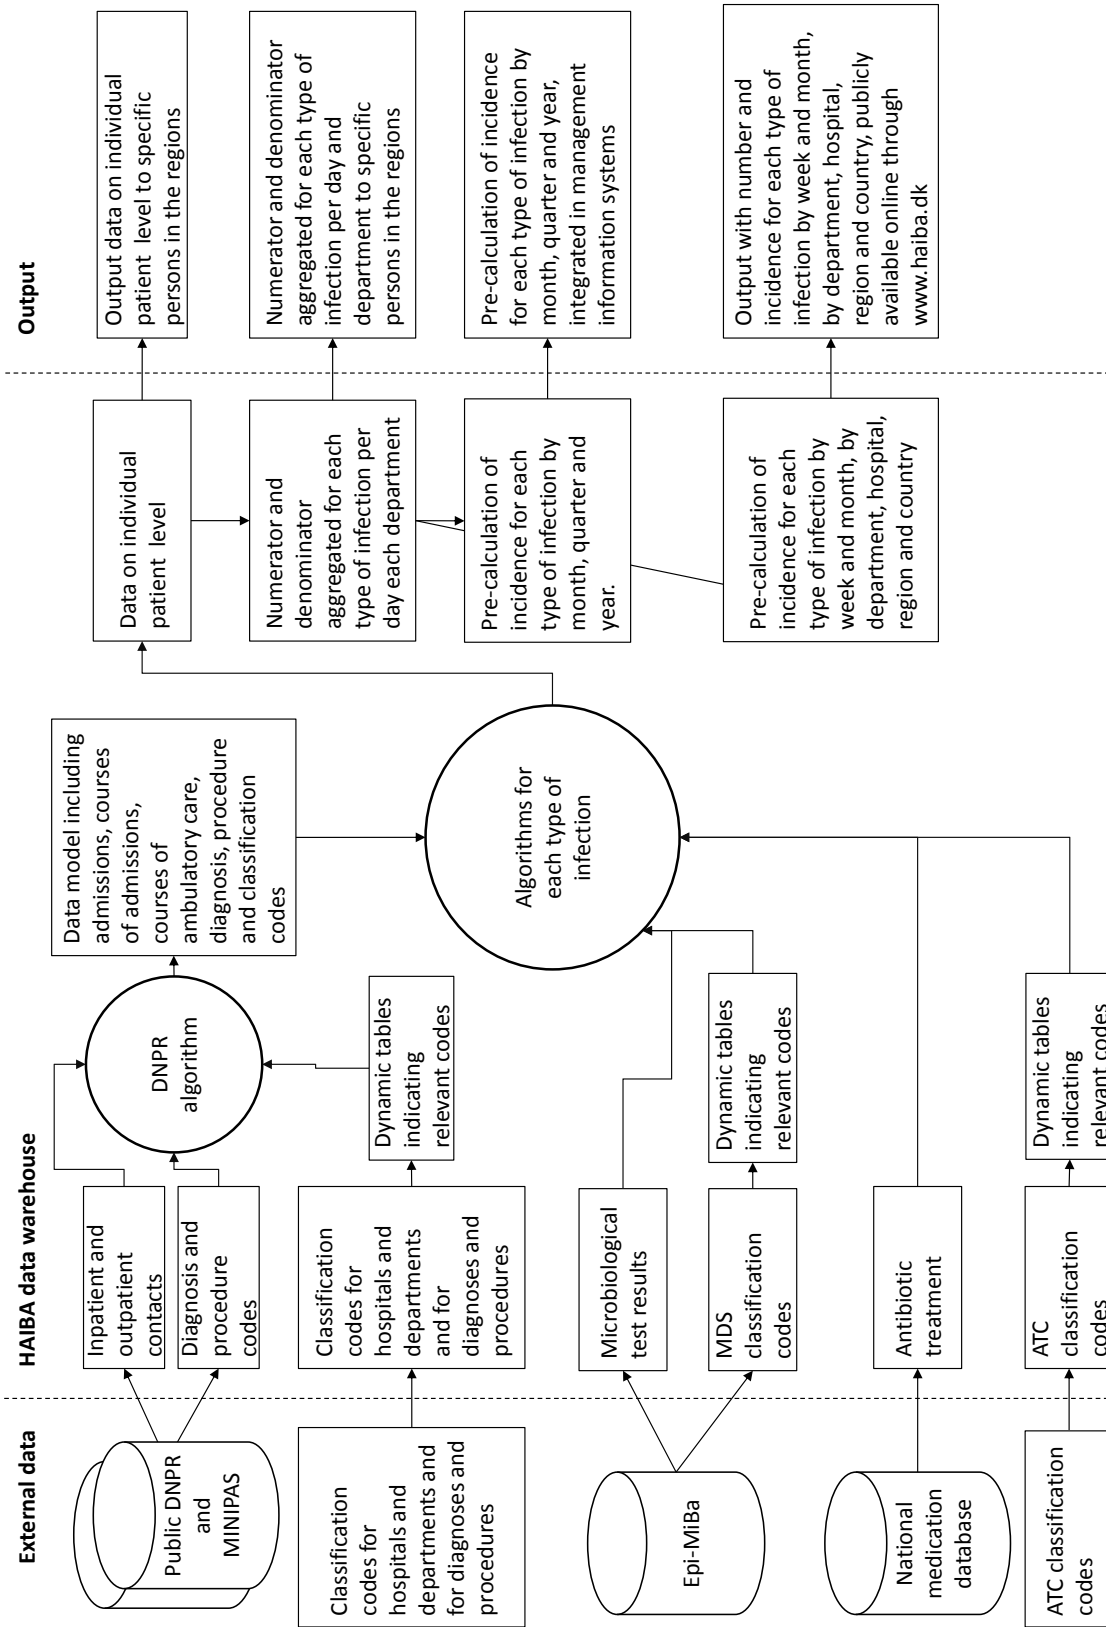 External data
HAIBA data warehouse
Output
Public DNPR
and
MINIPAS
Classification
codes for
hospitals and
departments and
for diagnoses and
procedures
Epi-MiBa
National
medication
database
ATC classification
codes
Inpatient and
outpatient
contacts
Diagnosis and
procedure
codes
Classification
codes for
hospitals and
departments
and for
diagnoses and
procedures
Microbiological
test results
MDS
classification
codes
Antibiotic
treatment
ATC
classification
codes
DNPR
algorithm
Dynamic tables
indicating
relevant codes
Dynamic tables
indicating
relevant codes
Dynamic tables
indicating
relevant codes
Data model including
admissions, courses
of admissions,
courses of
ambulatory care,
diagnosis, procedure
and classification
codes
Algorithms for
each type of
infection
Data on individual
patient level
Numerator and
denominator
aggregated for each
type of infection per
day each department
Pre-calculation of
incidence for each
type of infection by
month, quarter and
year.
Pre-calculation of
incidence for each
type of infection by
week and month, by
department, hospital,
region and country
Output data on individual
patient level to specific
persons in the regions
Numerator and denominator
aggregated for each type of
infection per day and
department to specific
persons in the regions
Pre-calculation of incidence
for each type of infection by
month, quarter and year,
integrated in management
information systems
Output with number and
incidence for each type of
infection by week and month,
by department, hospital,
region and country, publicly
available online through
www.haiba.dk